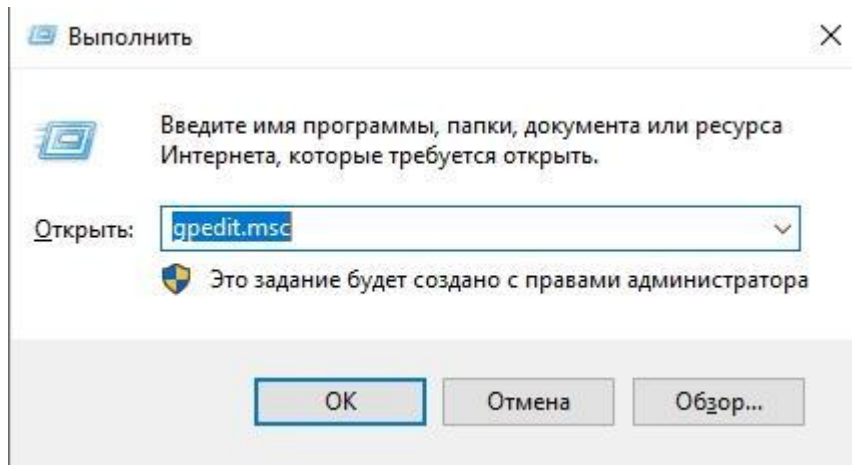 Выполнить
Введите имя программы, папки, документа или ресурса
Интернета, которые требуется открыть.
Открыть:
gpedit.msc
Это задание будет создано с правами администратора
ОК
Отмена
Обзор...